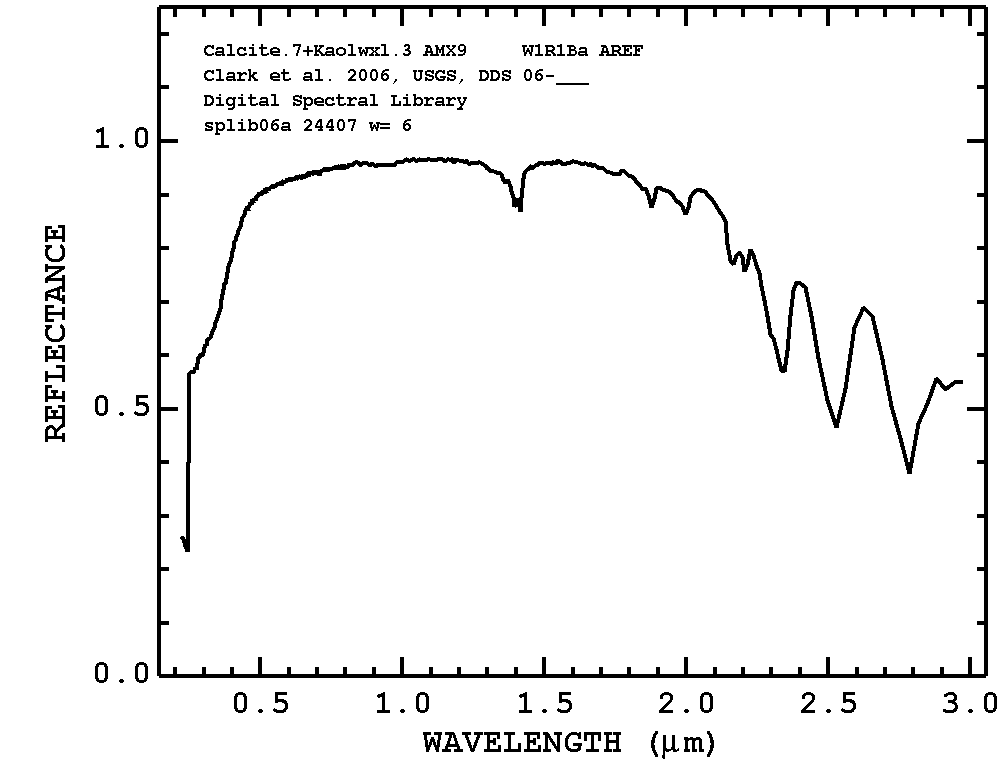 Calcite.7+Kaolwxl.3 AMX9 W1R1Ba AREF
Clark et al. 2006, USGS, DDS 06-___
Digital Spectral Library
splib06a 24407 w= 6
1.0
0.5
0.0
REFLECTANCE
0.5 1.0 1.5 2.0 2.5 3.0
WAVELENGTH (μm)